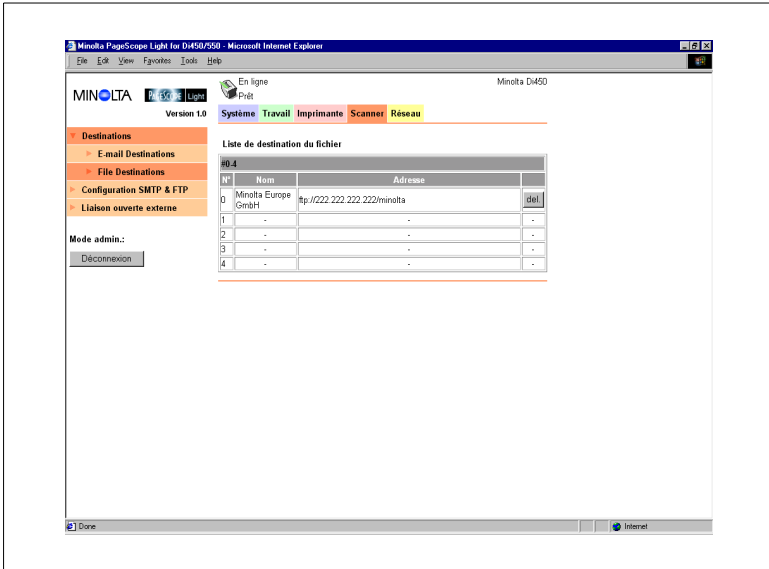 Minolta PageScope Light for Di450/550 - Microsoft Internet Explorer
File Edit View Favorites Tools Help
MINOLTA PAGESCOPE Light
Version 1.0
En ligne
Prêt
Minolta Di450
Système Travail Imprimante Scanner Réseau
Destinations
E-mail Destinations
File Destinations
Configuration SMTP & FTP
Liaison ouverte externe
Mode admin.:
Déconnexion
Liste de destination du fichier
#0-4
N° Nom Adresse
0 Minolta Europe GmbH ftp://222.222.222.222/minolta del.
1 - - -
2 - - -
3 - - -
4 - - -
Done Internet